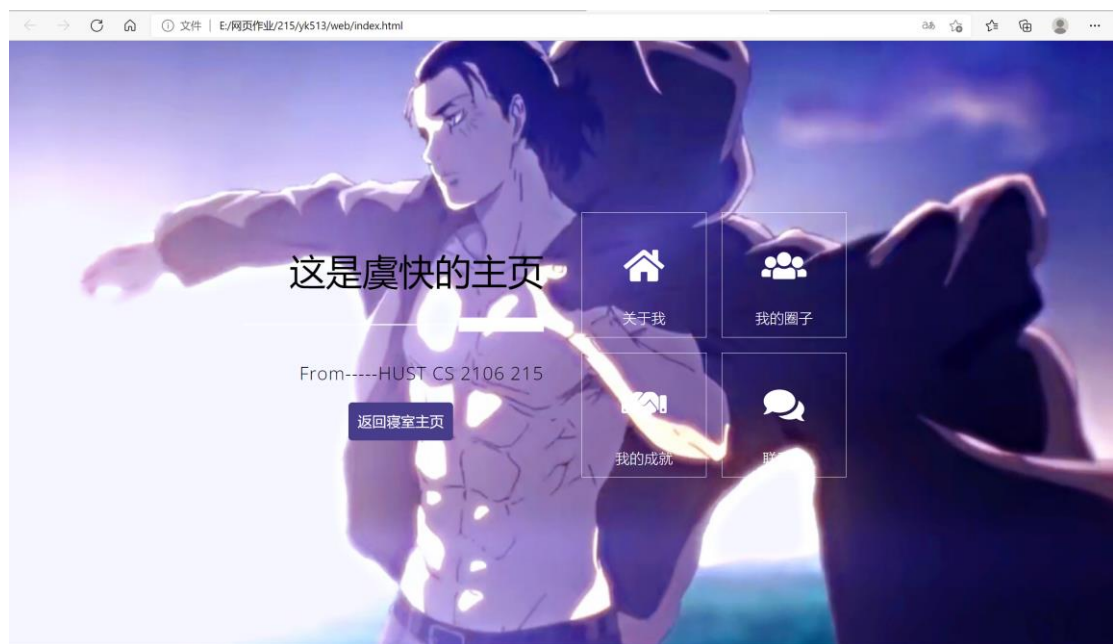 文件 E:/网页作业/215/yk513/web/index.html
这是虞快的主页
From-----HUST CS 2106 215
返回寝室主页
关于我
我的圈子
我的成就